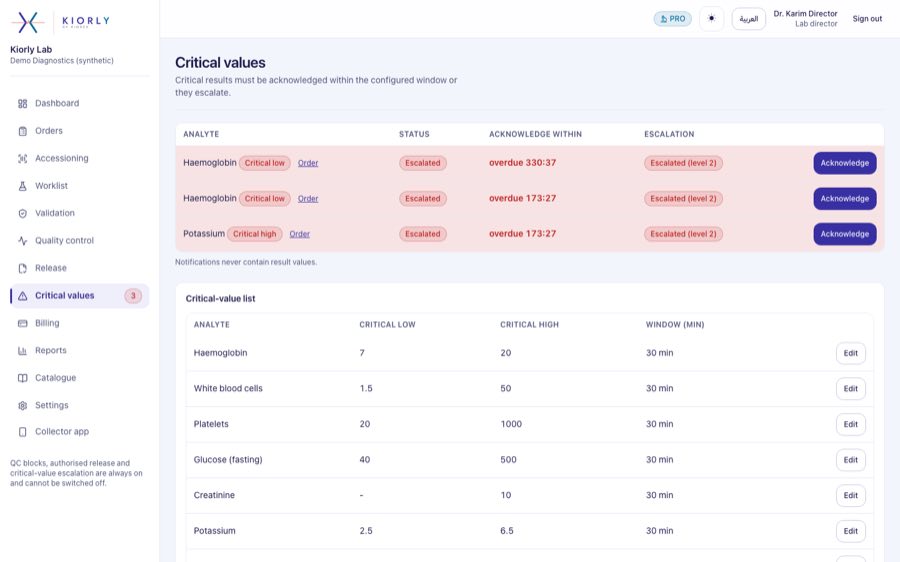 KIORLY
PRO
العربية
Dr. Karim Director
Lab director
Sign out
Kiorly Lab
Demo Diagnostics (synthetic)
Dashboard
Orders
Accessioning
Worklist
Validation
Quality control
Release
Critical values 3
Billing
Reports
Catalogue
Settings
Collector app
QC blocks, authorised release and
critical-value escalation are always on
and cannot be switched off.
Critical values
Critical results must be acknowledged within the configured window or
they escalate.
ANALYTE STATUS ACKNOWLEDGE WITHIN ESCALATION
Haemoglobin Critical low Order Escalated overdue 330:37 Escalated (level 2) Acknowledge
Haemoglobin Critical low Order Escalated overdue 173:27 Escalated (level 2) Acknowledge
Potassium Critical high Order Escalated overdue 173:27 Escalated (level 2) Acknowledge
Notifications never contain result values.
Critical-value list
ANALYTE CRITICAL LOW CRITICAL HIGH WINDOW (MIN)
Haemoglobin 7 20 30 min Edit
White blood cells 1.5 50 30 min Edit
Platelets 20 1000 30 min Edit
Glucose (fasting) 40 500 30 min Edit
Creatinine - 10 30 min Edit
Potassium 2.5 6.5 30 min Edit